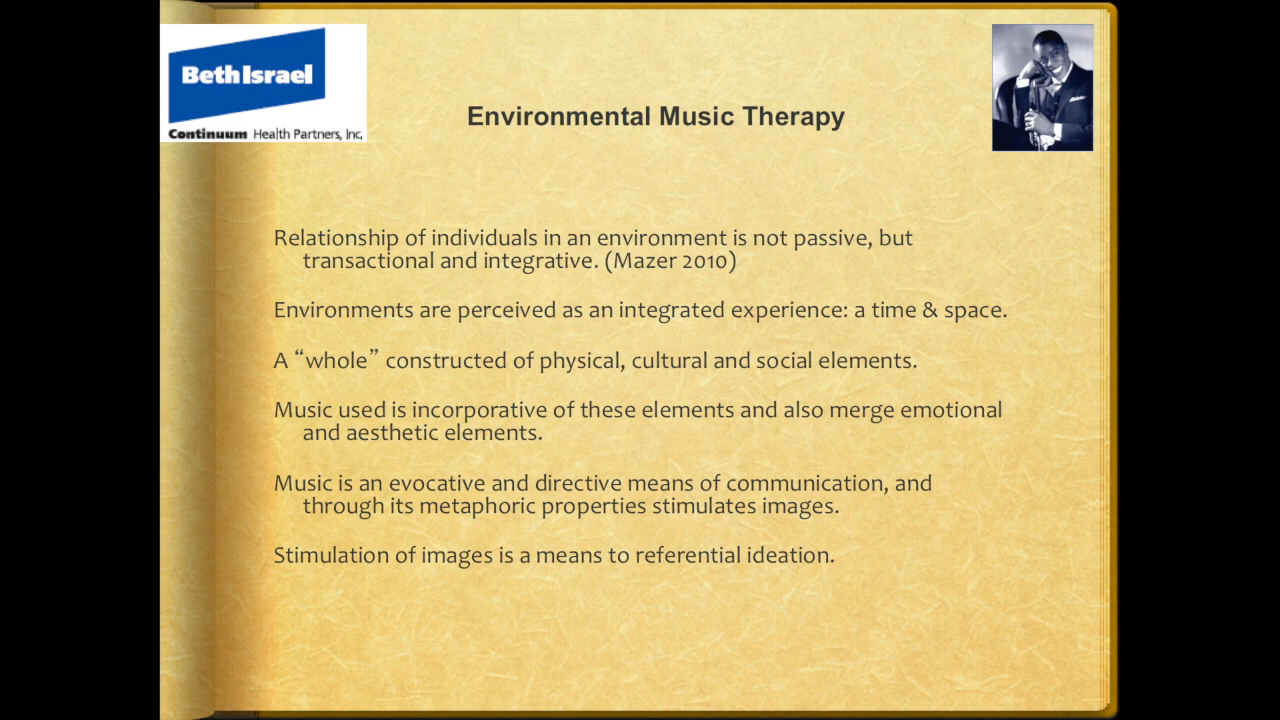 BethIsrael
Continuum Health Partners, Inc.
Environmental Music Therapy
Relationship of individuals in an environment is not passive, but
transactional and integrative. (Mazer 2010)
Environments are perceived as an integrated experience: a time & space.
A “whole” constructed of physical, cultural and social elements.
Music used is incorporative of these elements and also merge emotional
and aesthetic elements.
Music is an evocative and directive means of communication, and
through its metaphoric properties stimulates images.
Stimulation of images is a means to referential ideation.